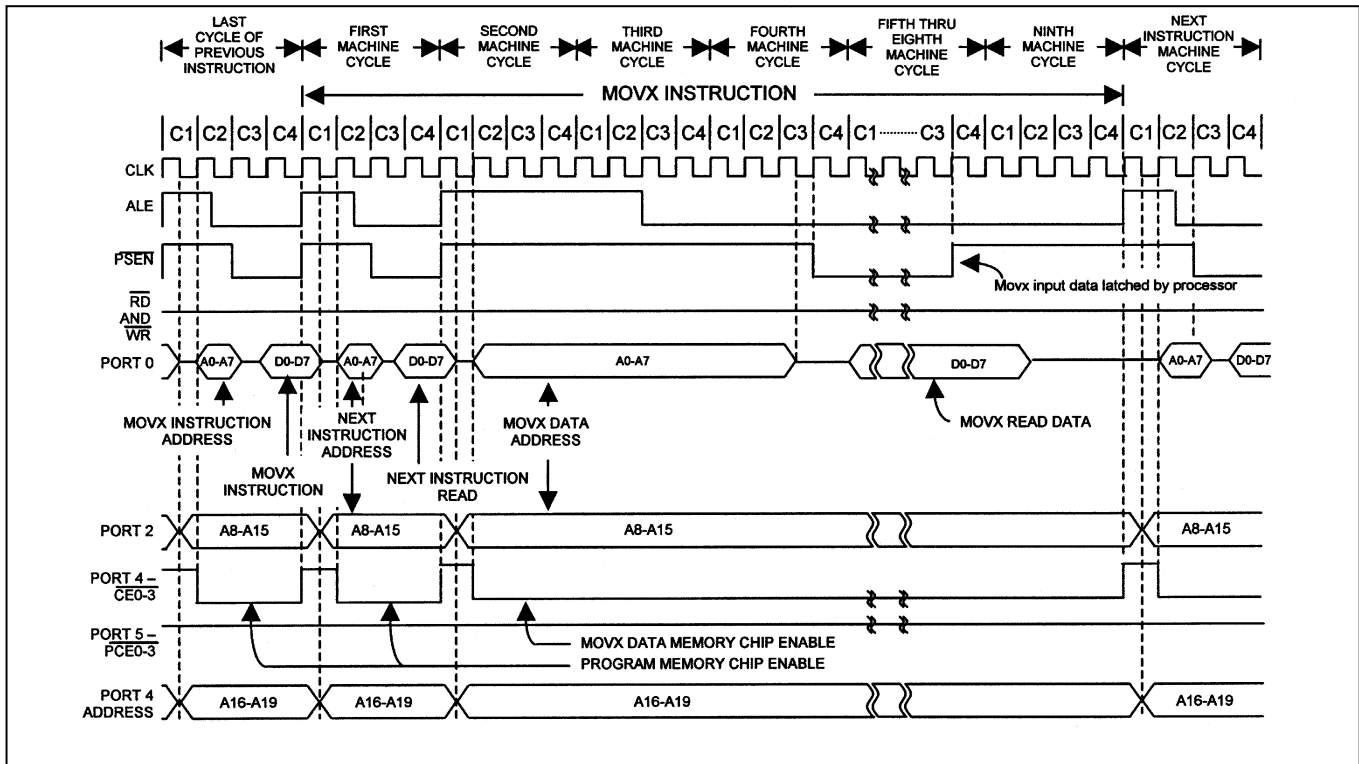 LAST
CYCLE OF
PREVIOUS
INSTRUCTION
FIRST
MACHINE
CYCLE
SECOND
MACHINE
CYCLE
THIRD
MACHINE
CYCLE
FOURTH
MACHINE
CYCLE
FIFTH THRU
EIGHTH
MACHINE
CYCLE
NINTH
MACHINE
CYCLE
NEXT
INSTRUCTION
MACHINE
CYCLE
MOVX INSTRUCTION
C1 C2 C3 C4 C1 C2 C3 C4 C1 C2 C3 C4 C1 C2 C3 C4 C1 C2 C3 C4 C1 ........ C3 C4 C1 C2 C3 C4 C1 C2 C3 C4
CLK
ALE
PSEN
Movx input data latched by processor
RD
AND
WR
PORT 0
A0-A7 D0-D7 A0-A7 D0-D7 A0-A7 D0-D7 A0-A7 D0-D7
MOVX INSTRUCTION
ADDRESS
NEXT
INSTRUCTION
ADDRESS
MOVX DATA
ADDRESS
MOVX READ DATA
MOVX
INSTRUCTION
NEXT INSTRUCTION
READ
PORT 2
A8-A15 A8-A15 A8-A15 A8-A15
PORT 4 –
CE0-3
PORT 5 –
PCE0-3
MOVX DATA MEMORY CHIP ENABLE
PROGRAM MEMORY CHIP ENABLE
PORT 4
ADDRESS
A16-A19 A16-A19 A16-A19 A16-A19